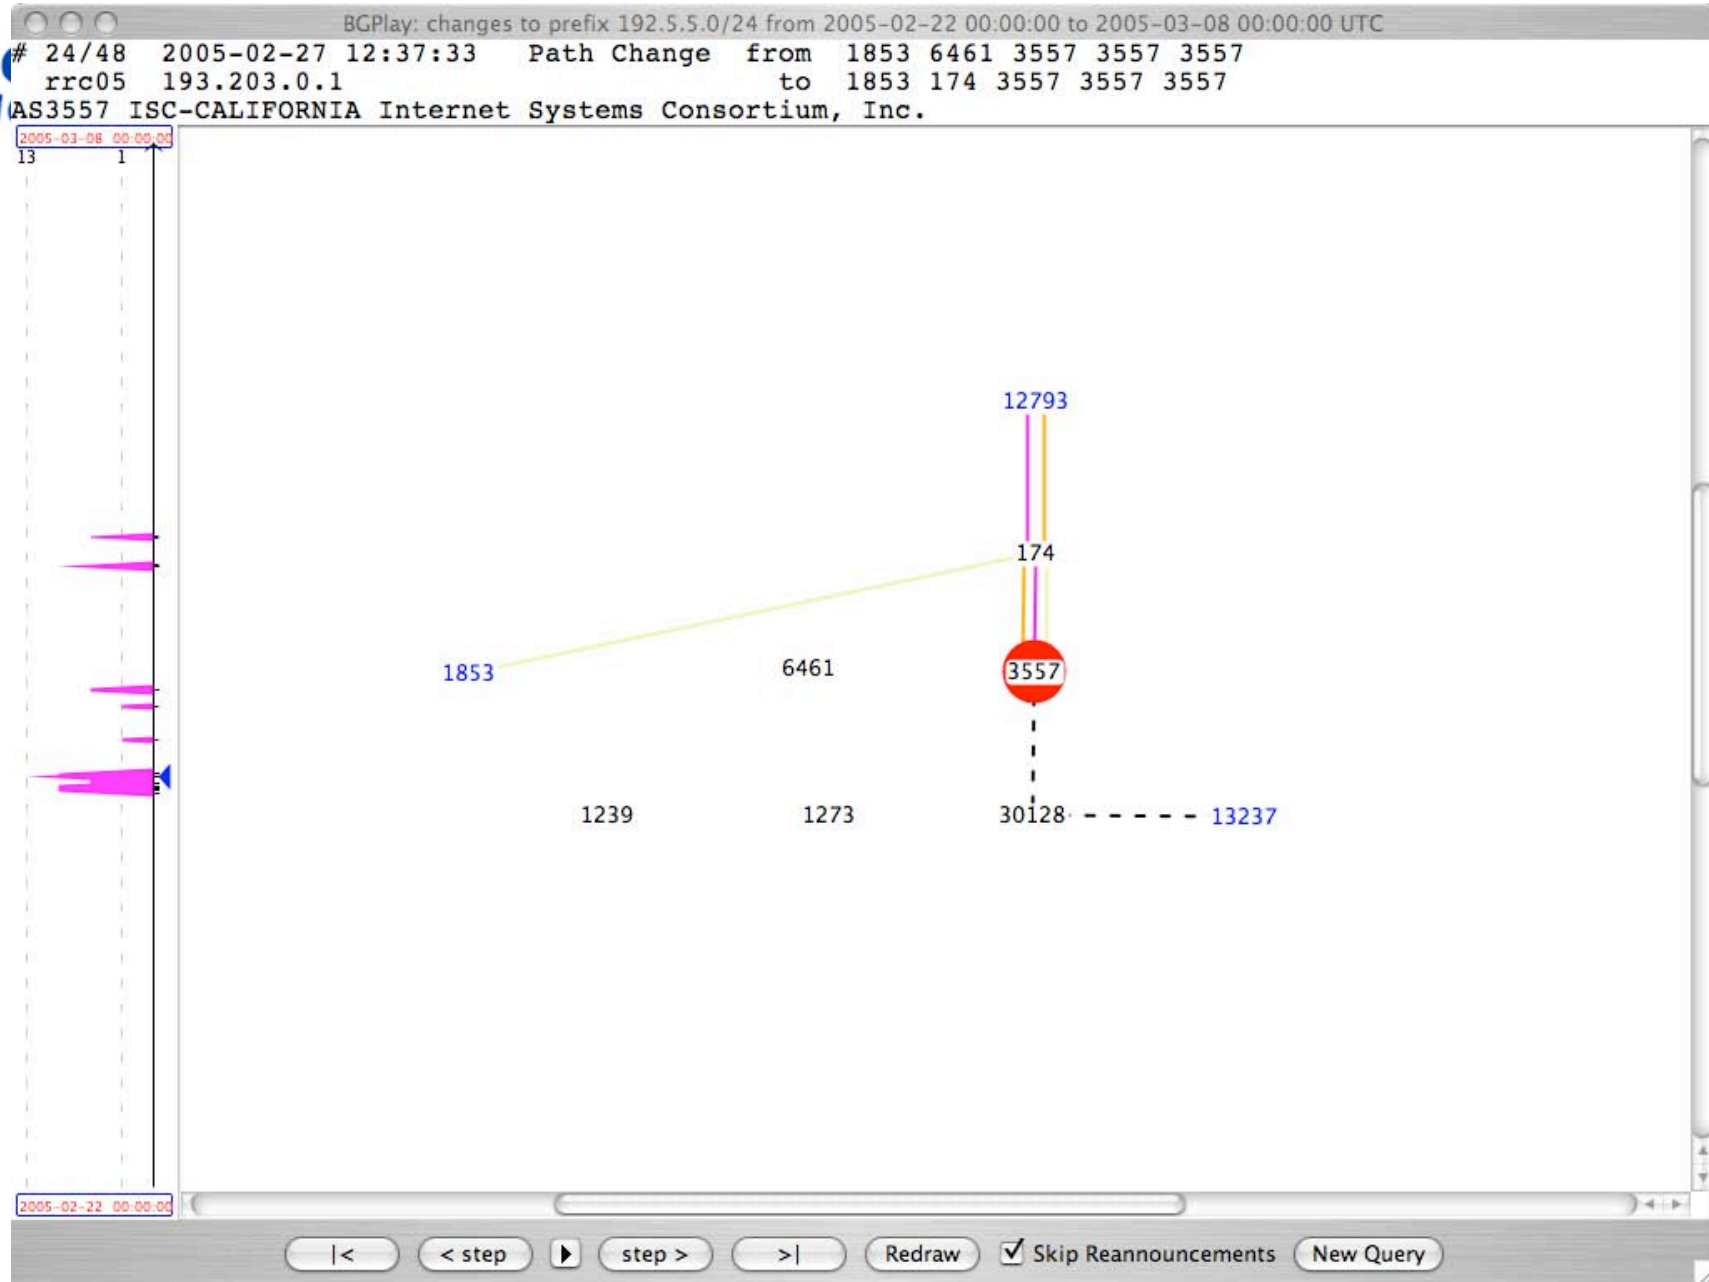 BGPlay: changes to prefix 192.5.5.0/24 from 2005-02-22 00:00:00 to 2005-03-08 00:00:00 UTC
# 24/48 2005-02-27 12:37:33 Path Change from 1853 6461 3557 3557 3557
rrc05 193.203.0.1 to 1853 174 3557 3557 3557
AS3557 ISC-CALIFORNIA Internet Systems Consortium, Inc.
2005-03-08 00:00:00
13 1
12793
174
1853 6461 3557
1239 1273 30128 13237
2005-02-22 00:00:00
|< < step step > >| Redraw Skip Reannouncements New Query